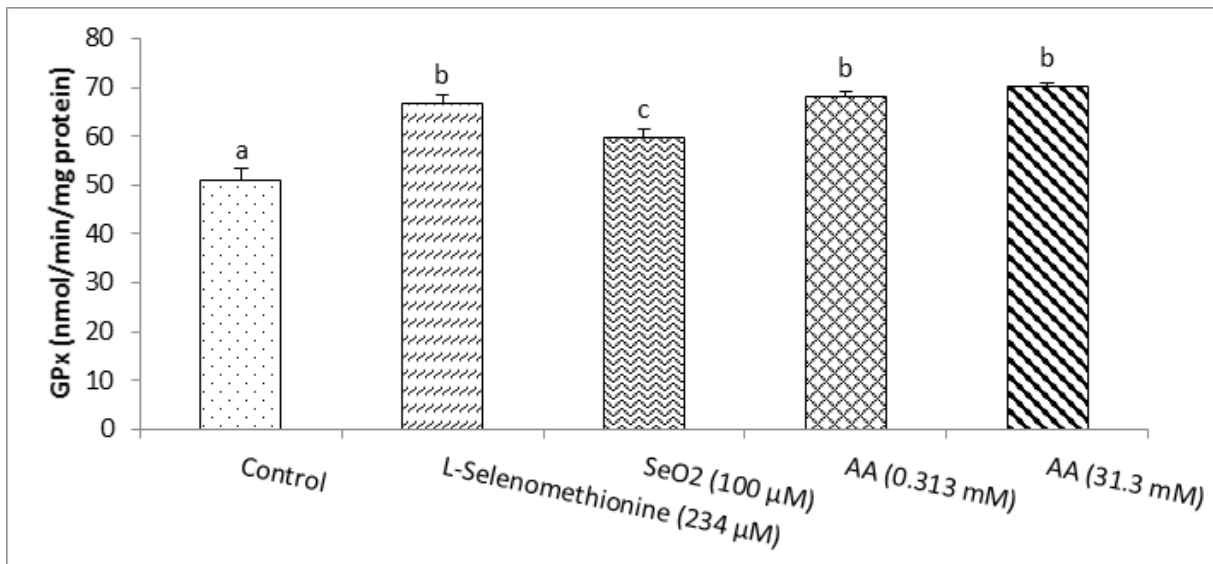 GPx (nmol/min/mg protein)
80
70
60
50
40
30
20
10
0
a
b
c
b
b
Control
L-Selenomethionine (234 µM)
SeO2 (100 µM)
AA (0.313 mM)
AA (31.3 mM)